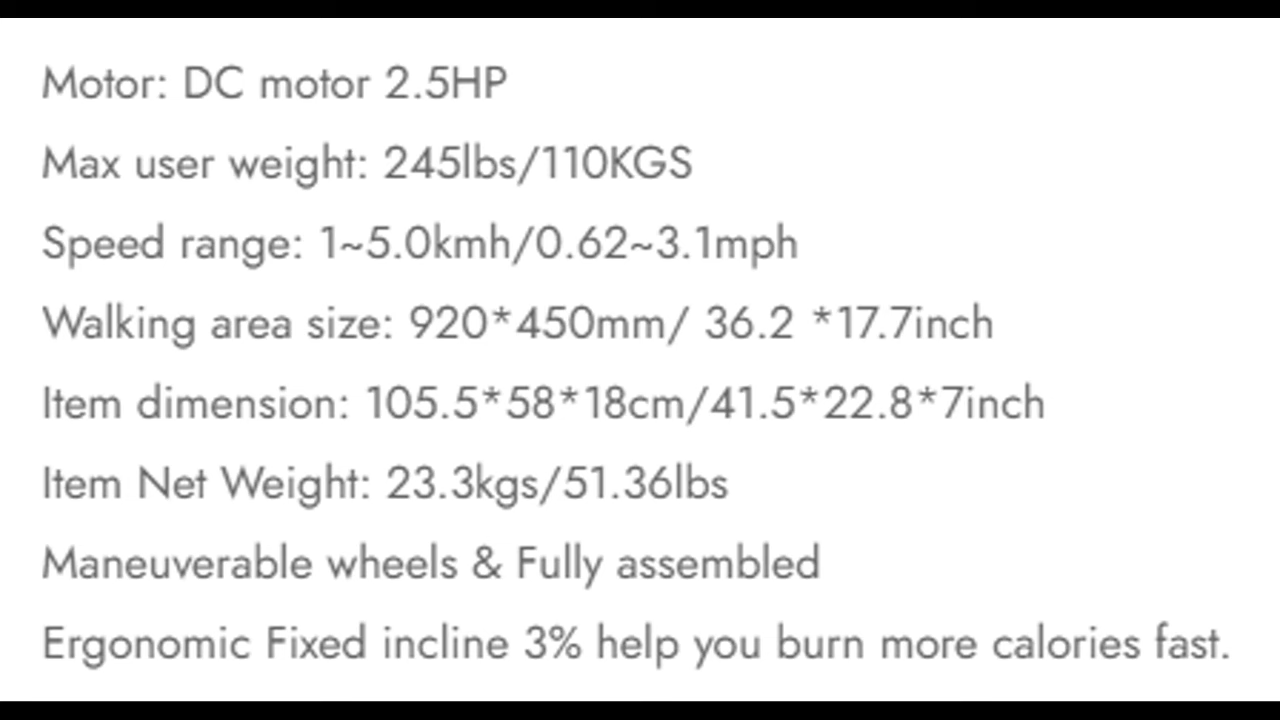 Motor: DC motor 2.5HP
Max user weight: 245lbs/110KGS
Speed range: 1~5.0kmh/0.62~3.1mph
Walking area size: 920*450mm/ 36.2 *17.7inch
Item dimension: 105.5*58*18cm/41.5*22.8*7inch
Item Net Weight: 23.3kgs/51.36lbs
Maneuverable wheels & Fully assembled
Ergonomic Fixed incline 3% help you burn more calories fast.